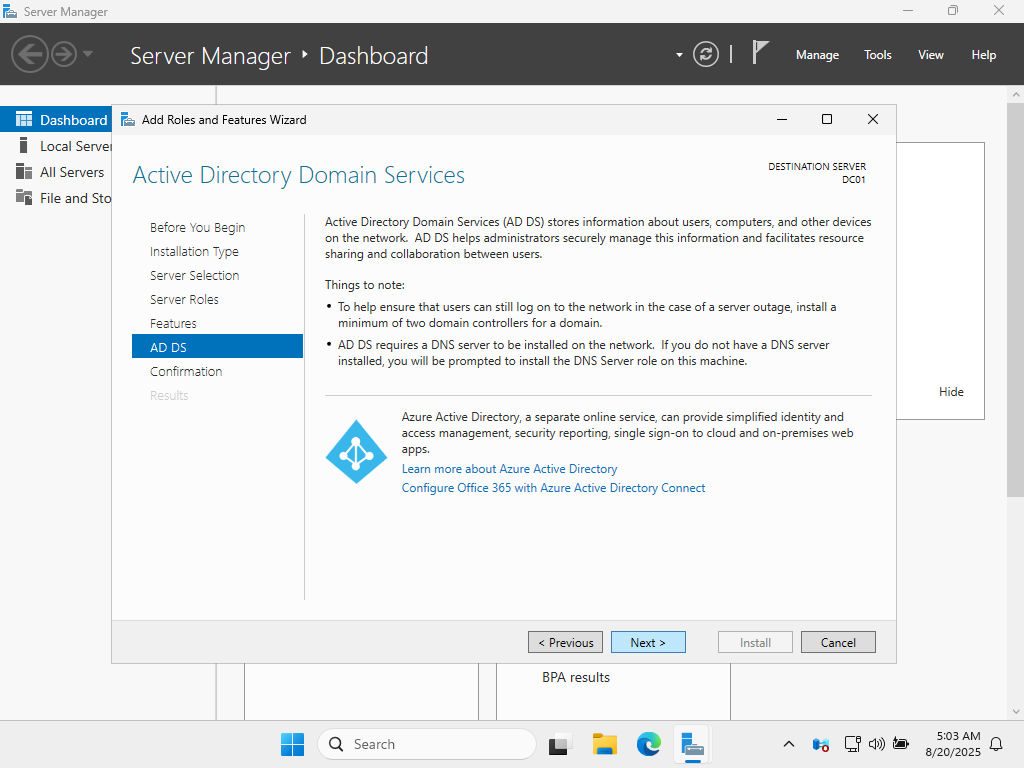 Server Manager
Server Manager ‣ Dashboard
Manage
Tools
View
Help
Dashboard
Local Server
All Servers
File and Sto
Add Roles and Features Wizard
Active Directory Domain Services
DESTINATION SERVER
DC01
Before You Begin
Installation Type
Server Selection
Server Roles
Features
AD DS
Confirmation
Results
Active Directory Domain Services (AD DS) stores information about users, computers, and other devices
on the network.  AD DS helps administrators securely manage this information and facilitates resource
sharing and collaboration between users.
Things to note:
• To help ensure that users can still log on to the network in the case of a server outage, install a
minimum of two domain controllers for a domain.
• AD DS requires a DNS server to be installed on the network.  If you do not have a DNS server
installed, you will be prompted to install the DNS Server role on this machine.
Azure Active Directory, a separate online service, can provide simplified identity and
access management, security reporting, single sign-on to cloud and on-premises web
apps.
Learn more about Azure Active Directory
Configure Office 365 with Azure Active Directory Connect
Hide
< Previous
Next >
Install
Cancel
BPA results
Search
5:03 AM
8/20/2025